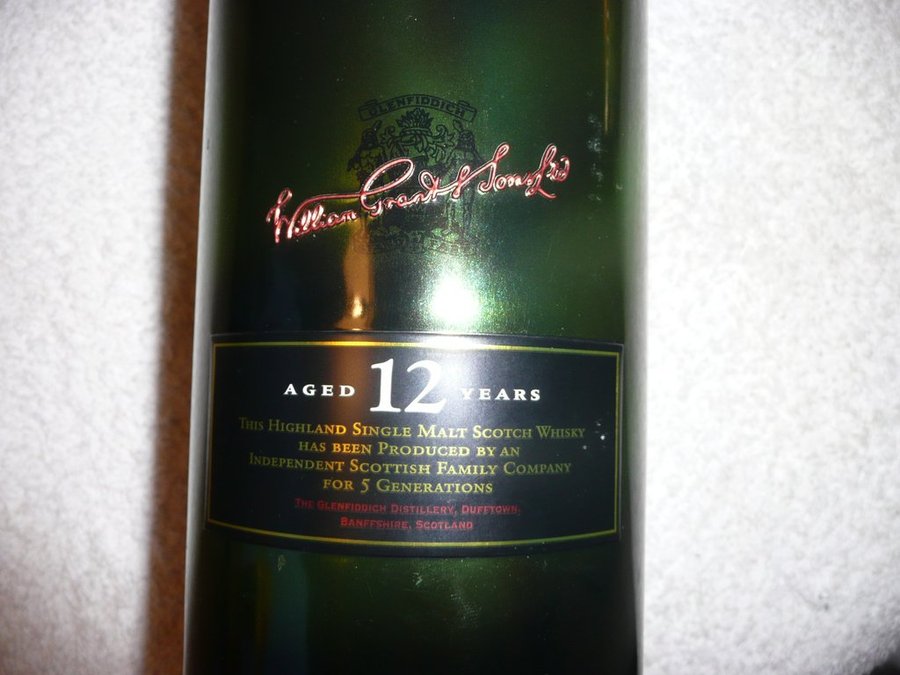 GLENFIDDICH
William Grant & Sons Ltd
AGED 12 YEARS
THIS HIGHLAND SINGLE MALT SCOTCH WHISKY
HAS BEEN PRODUCED BY AN
INDEPENDENT SCOTTISH FAMILY COMPANY
FOR 5 GENERATIONS
THE GLENFIDDICH DISTILLERY, DUFFTOWN,
BANFFSHIRE, SCOTLAND